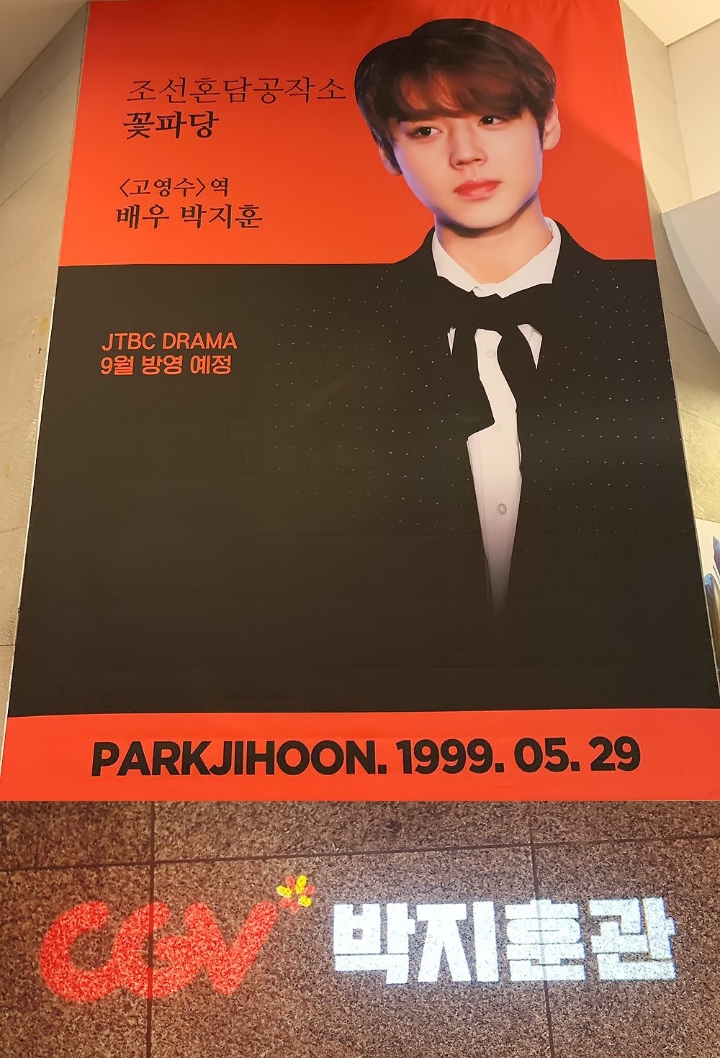 조선혼담공작소
꽃파당
<고영수>역
배우 박지훈
JTBC DRAMA
9월 방영 예정
PARKJIHOON. 1999. 05. 29
CGV 박지훈관